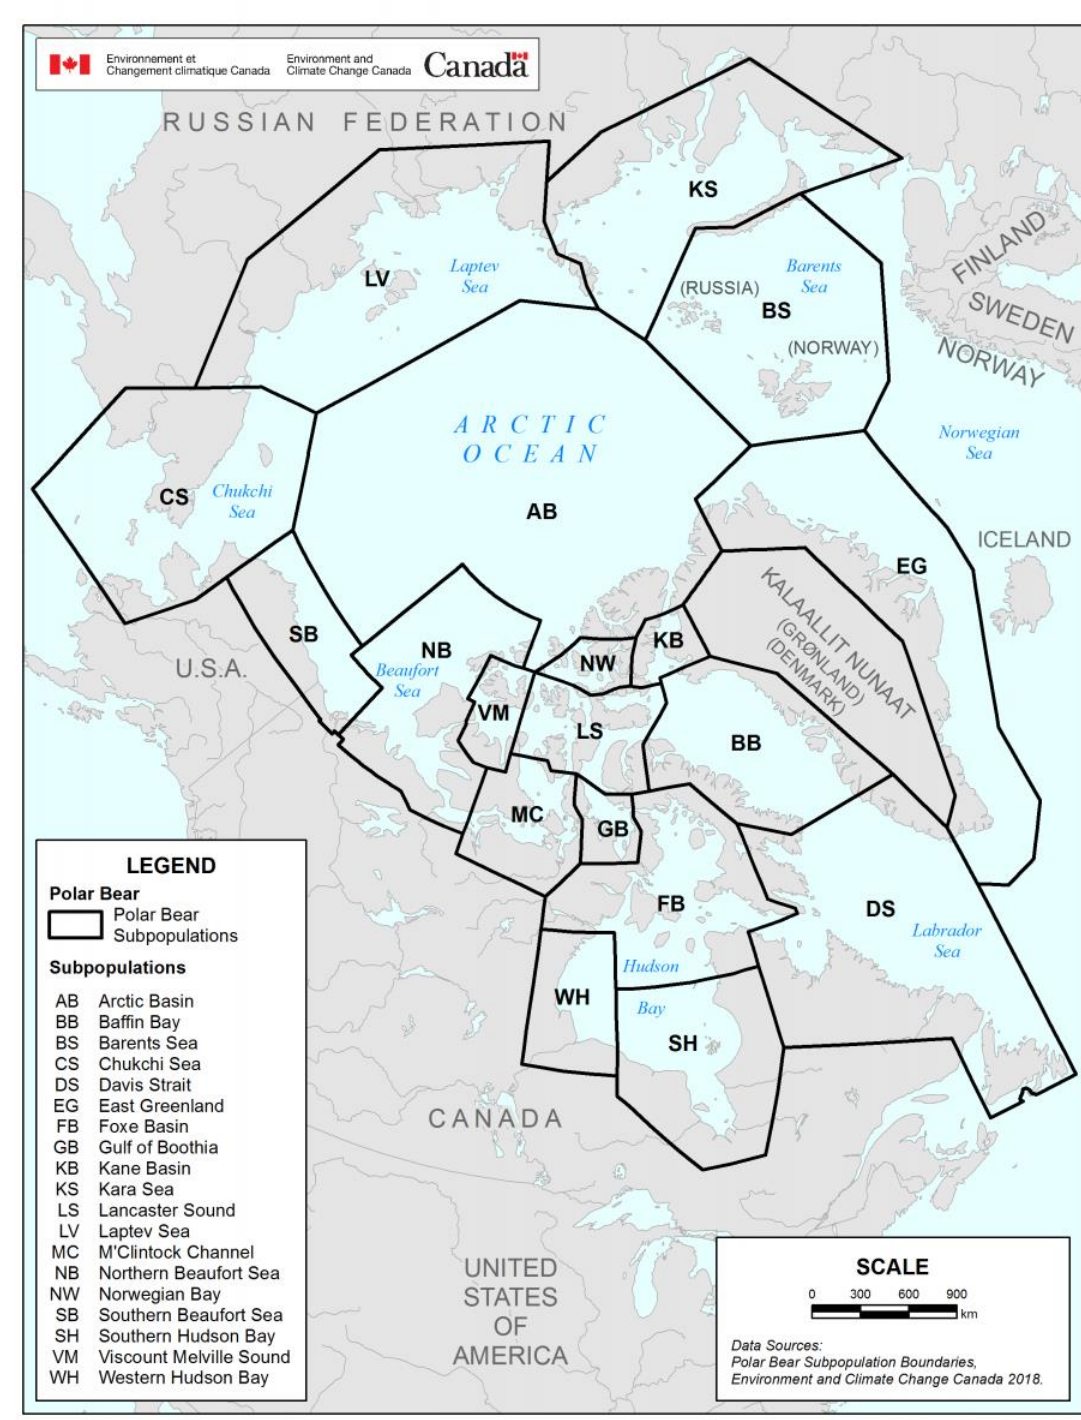 Environnement et
Changement climatique Canada
Environment and
Climate Change Canada
Canada
RUSSIAN FEDERATION
KS
FINLAND
SWEDEN
NORWAY
LV
Laptev
Sea
Barents
Sea
(RUSSIA)
BS
(NORWAY)
ARCTIC
OCEAN
Norwegian
Sea
CS
Chukchi
Sea
AB
ICELAND
EG
KALAALLIT NUNAAT
(GRØNLAND)
(DENMARK)
SB
NB
Beaufort
Sea
U.S.A.
NW
KB
VM
LS
BB
MC
GB
FB
DS
Labrador
Sea
Hudson
Bay
WH
SH
CANADA
UNITED
STATES
OF
AMERICA
LEGEND
Polar Bear
Polar Bear
Subpopulations
Subpopulations
AB Arctic Basin
BB Baffin Bay
BS Barents Sea
CS Chukchi Sea
DS Davis Strait
EG East Greenland
FB Foxe Basin
GB Gulf of Boothia
KB Kane Basin
KS Kara Sea
LS Lancaster Sound
LV Laptev Sea
MC M'Clintock Channel
NB Northern Beaufort Sea
NW Norwegian Bay
SB Southern Beaufort Sea
SH Southern Hudson Bay
VM Viscount Melville Sound
WH Western Hudson Bay
SCALE
0 300 600 900
km
Data Sources:
Polar Bear Subpopulation Boundaries,
Environment and Climate Change Canada 2018.